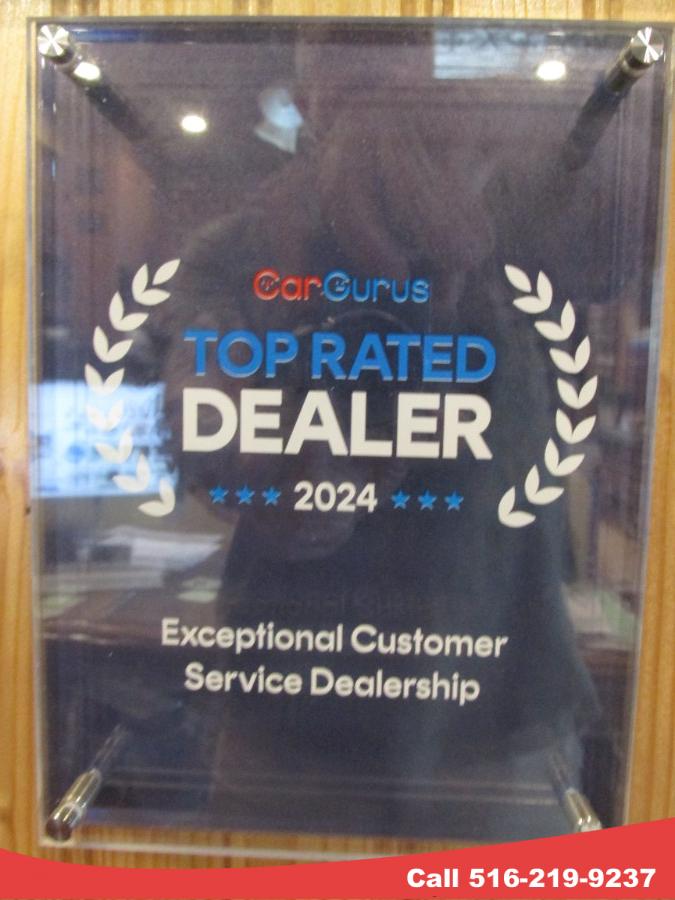 CarGurus
TOP RATED
DEALER
2024
Exceptional Customer
Service Dealership
Call 516-219-9237